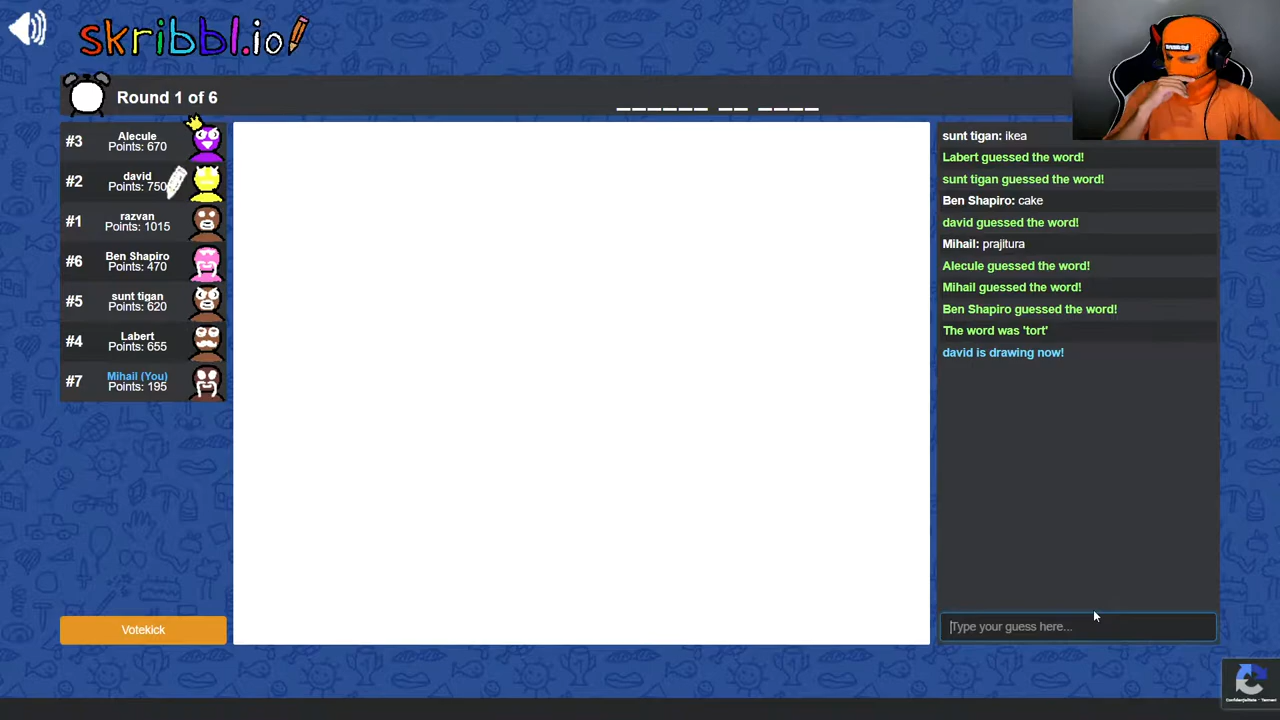 skribbl.io
Round 1 of 6
______ __ ____
#3 Alecule
Points: 670
#2 david
Points: 750
#1 razvan
Points: 1015
#6 Ben Shapiro
Points: 470
#5 sunt tigan
Points: 620
#4 Labert
Points: 655
#7 Mihail (You)
Points: 195
Votekick
sunt tigan: ikea
Labert guessed the word!
sunt tigan guessed the word!
Ben Shapiro: cake
david guessed the word!
Mihail: prajitura
Alecule guessed the word!
Mihail guessed the word!
Ben Shapiro guessed the word!
The word was 'tort'
david is drawing now!
Type your guess here...